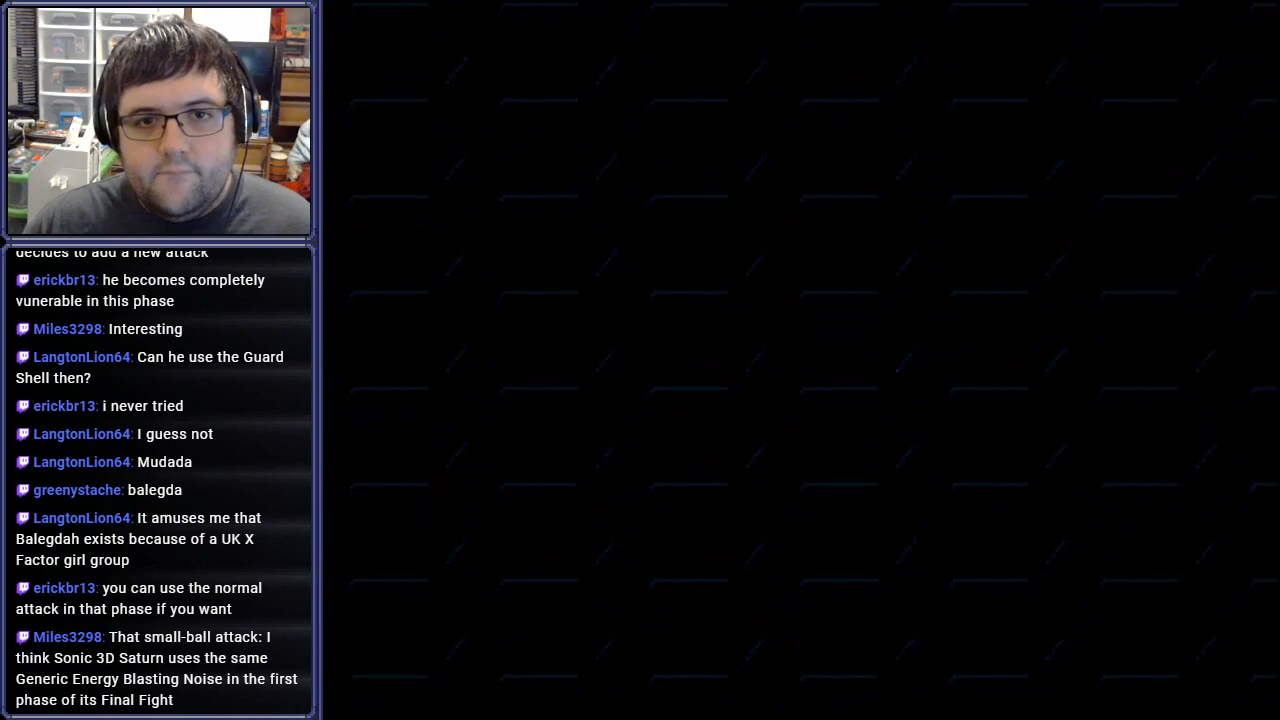 decides to add a new attack
erickbr13: he becomes completely
vunerable in this phase
Miles3298: Interesting
LangtonLion64: Can he use the Guard
Shell then?
erickbr13: i never tried
LangtonLion64: I guess not
LangtonLion64: Mudada
greenystache: balegda
LangtonLion64: It amuses me that
Balegdah exists because of a UK X
Factor girl group
erickbr13: you can use the normal
attack in that phase if you want
Miles3298: That small-ball attack: I
think Sonic 3D Saturn uses the same
Generic Energy Blasting Noise in the first
phase of its Final Fight